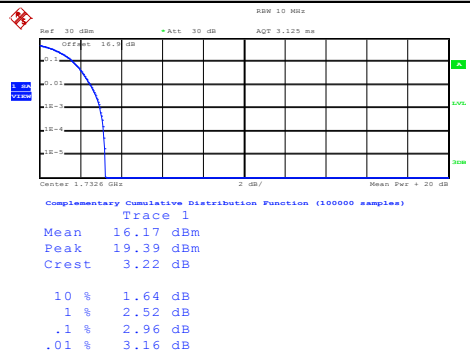 RBW 10 MHz
Ref 30 dBm *Att 30 dB AQT 3.125 ms
Offset 16.9 dB
0.1
A
0.01
1 SA
VIEW
1E-3
LVL
1E-4
1E-5
3DB
Center 1.7326 GHz 2 dB/ Mean Pwr + 20 dB
Complementary Cumulative Distribution Function (100000 samples)
Trace 1
Mean 16.17 dBm
Peak 19.39 dBm
Crest 3.22 dB
10 % 1.64 dB
1 % 2.52 dB
.1 % 2.96 dB
.01 % 3.16 dB